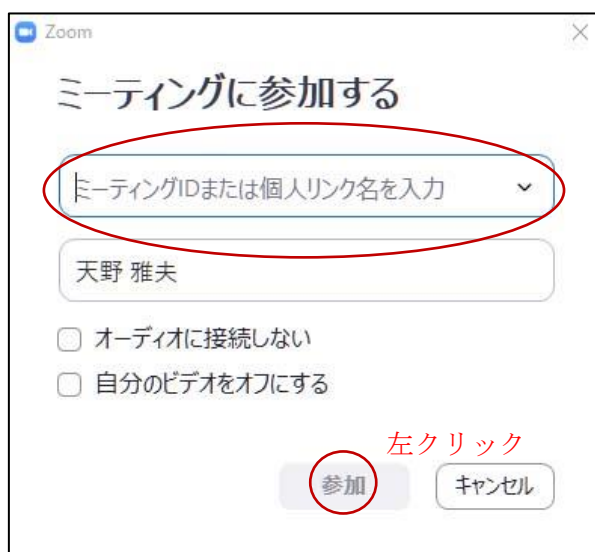 Zoom
ミーティングに参加する
ミーティングIDまたは個人リンク名を入力
天野 雅夫
オーディオに接続しない
自分のビデオをオフにする
左クリック
参加 キャンセル